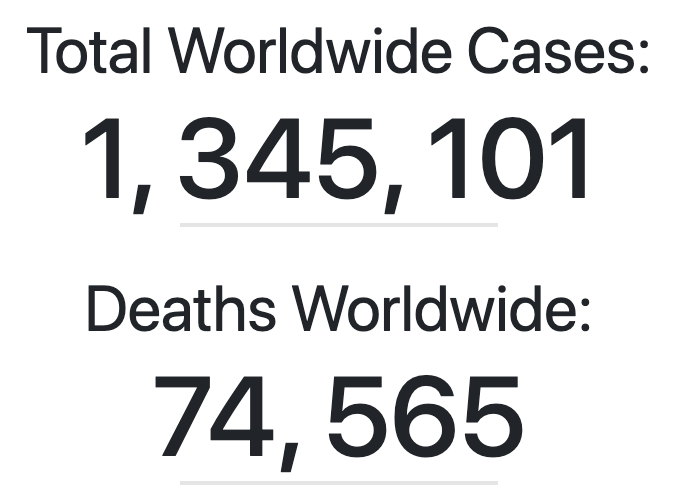 Total Worldwide Cases:
1, 345, 101
Deaths Worldwide:
74, 565